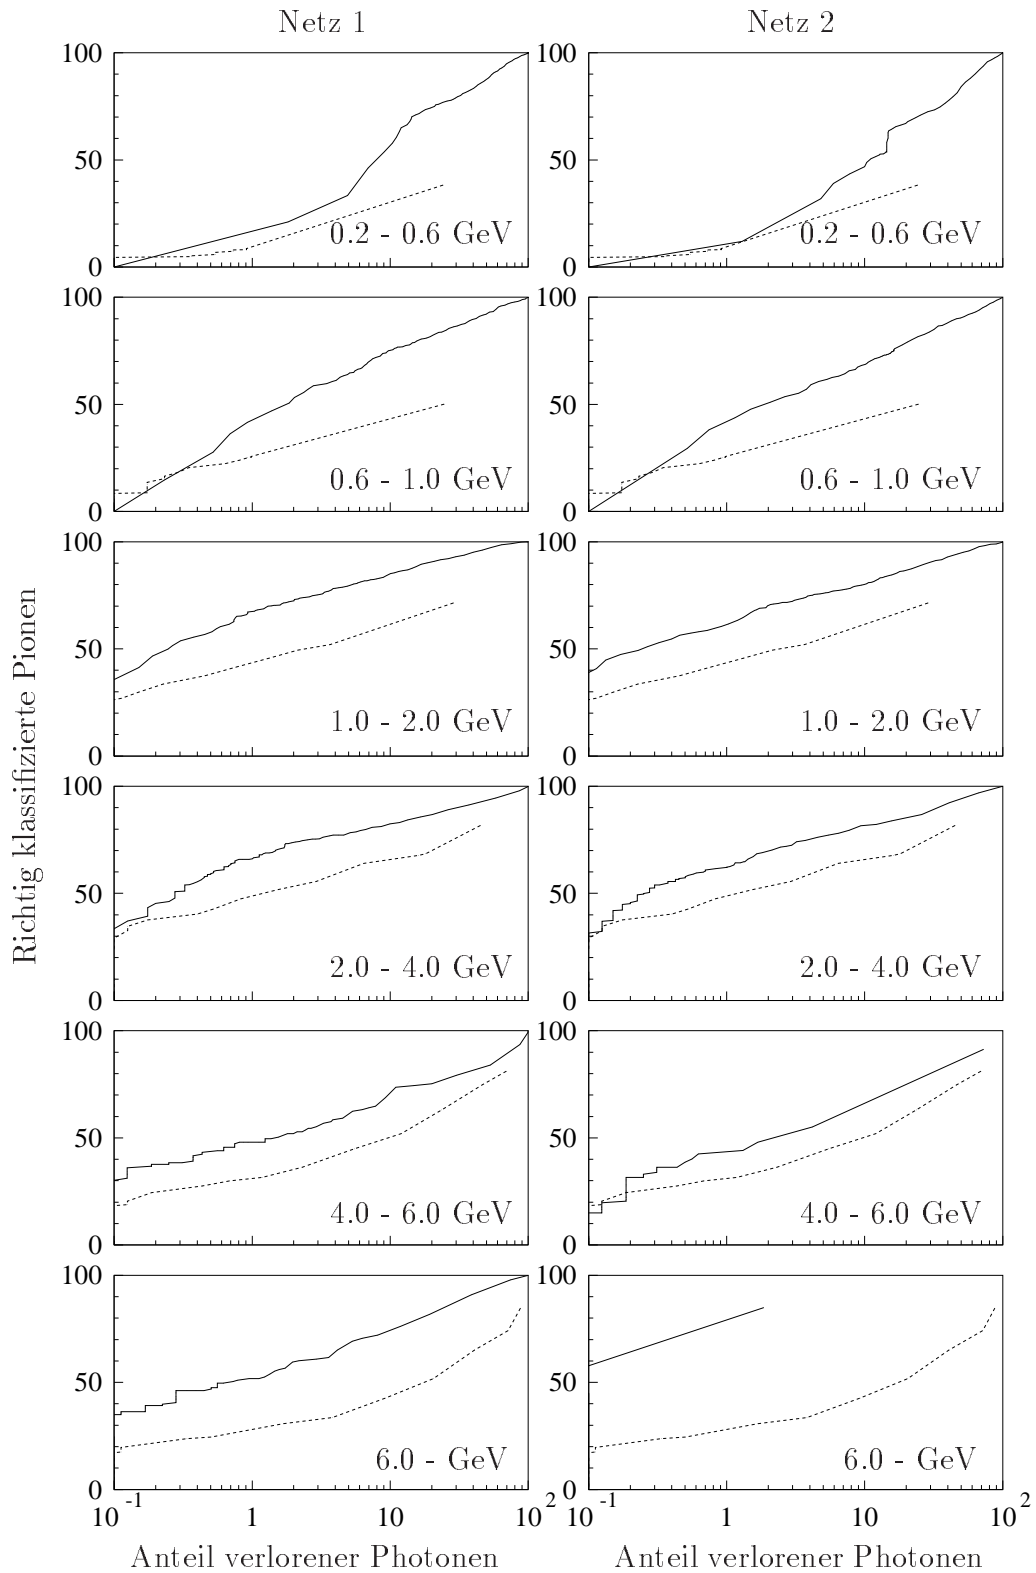 Netz 1 Netz 2
100 100
50 50
0.2 - 0.6 GeV 0.2 - 0.6 GeV
0 0
100 100
50 50
0.6 - 1.0 GeV 0.6 - 1.0 GeV
0 0
100 100
50 50
1.0 - 2.0 GeV 1.0 - 2.0 GeV
0 0
Richtig klassifizierte Pionen
100 100
50 50
2.0 - 4.0 GeV 2.0 - 4.0 GeV
0 0
100 100
50 50
4.0 - 6.0 GeV 4.0 - 6.0 GeV
0 0
100 100
50 50
6.0 - GeV 6.0 - GeV
0 0
10⁻¹ 1 10 10² 10⁻¹ 1 10 10²
Anteil verlorener Photonen Anteil verlorener Photonen